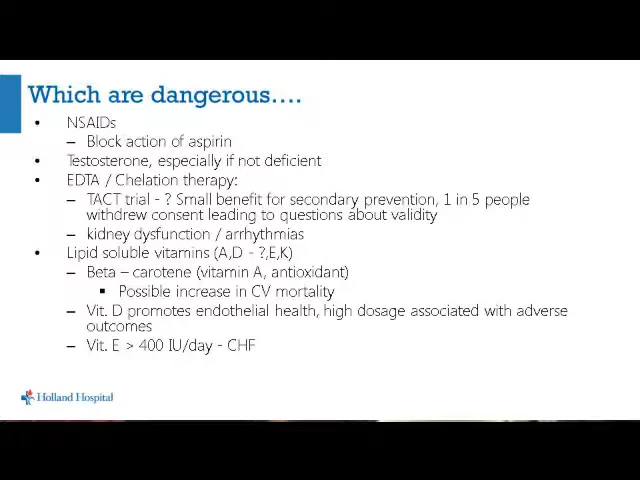 Which are dangerous....
• NSAIDs
– Block action of aspirin
• Testosterone, especially if not deficient
• EDTA / Chelation therapy:
– TACT trial - ? Small benefit for secondary prevention, 1 in 5 people
withdrew consent leading to questions about validity
– kidney dysfunction / arrhythmias
• Lipid soluble vitamins (A,D - ?,E,K)
– Beta – carotene (vitamin A, antioxidant)
▪ Possible increase in CV mortality
– Vit. D promotes endothelial health, high dosage associated with adverse
outcomes
– Vit. E > 400 IU/day - CHF
Holland Hospital